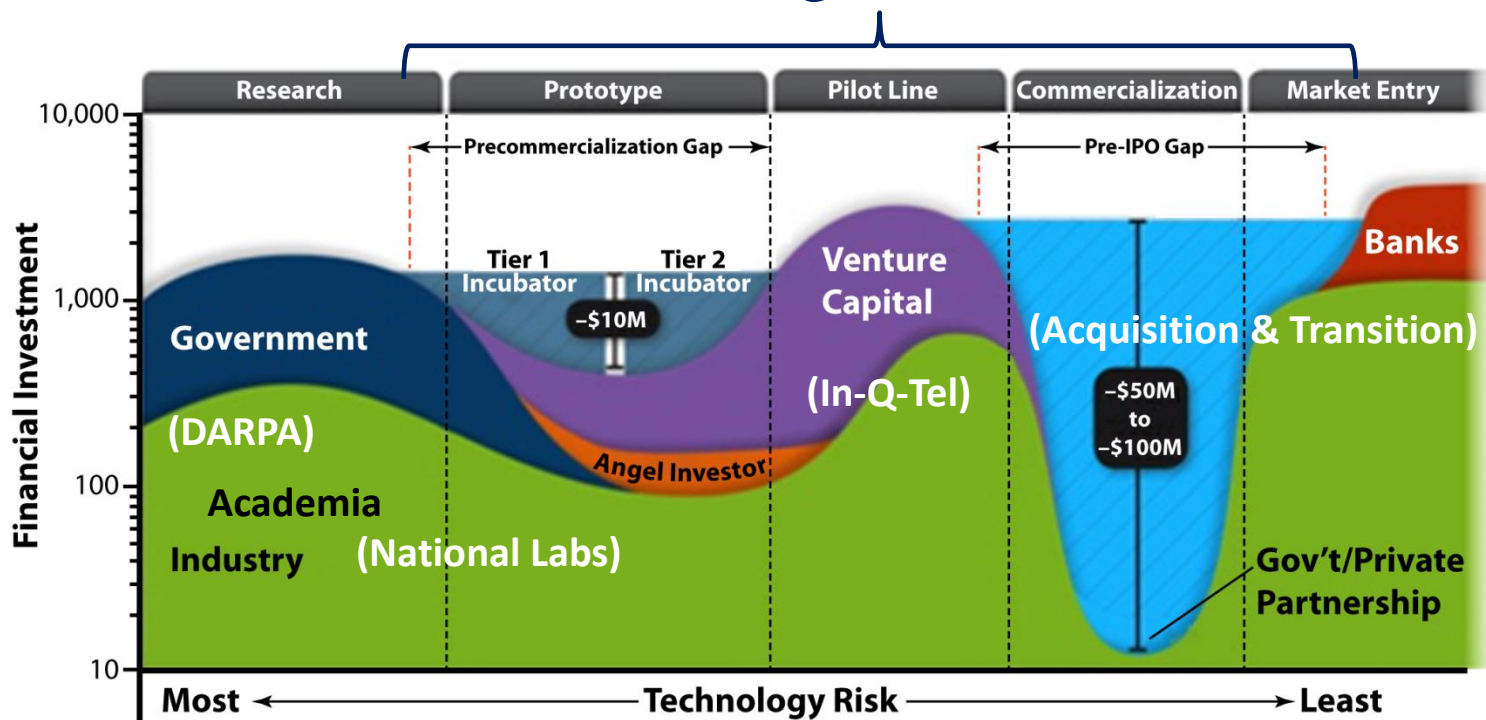 Research
Prototype
Pilot Line
Commercialization
Market Entry
10,000
Precommercialization Gap
Pre-IPO Gap
Tier 1
Incubator
Tier 2
Incubator
Venture
Capital
Banks
1,000
–$10M
Government
(Acquisition & Transition)
(In-Q-Tel)
–$50M
to
–$100M
(DARPA)
Angel Investor
100
Academia
Industry
(National Labs)
Gov't/Private
Partnership
10
Financial Investment
Most
Technology Risk
Least